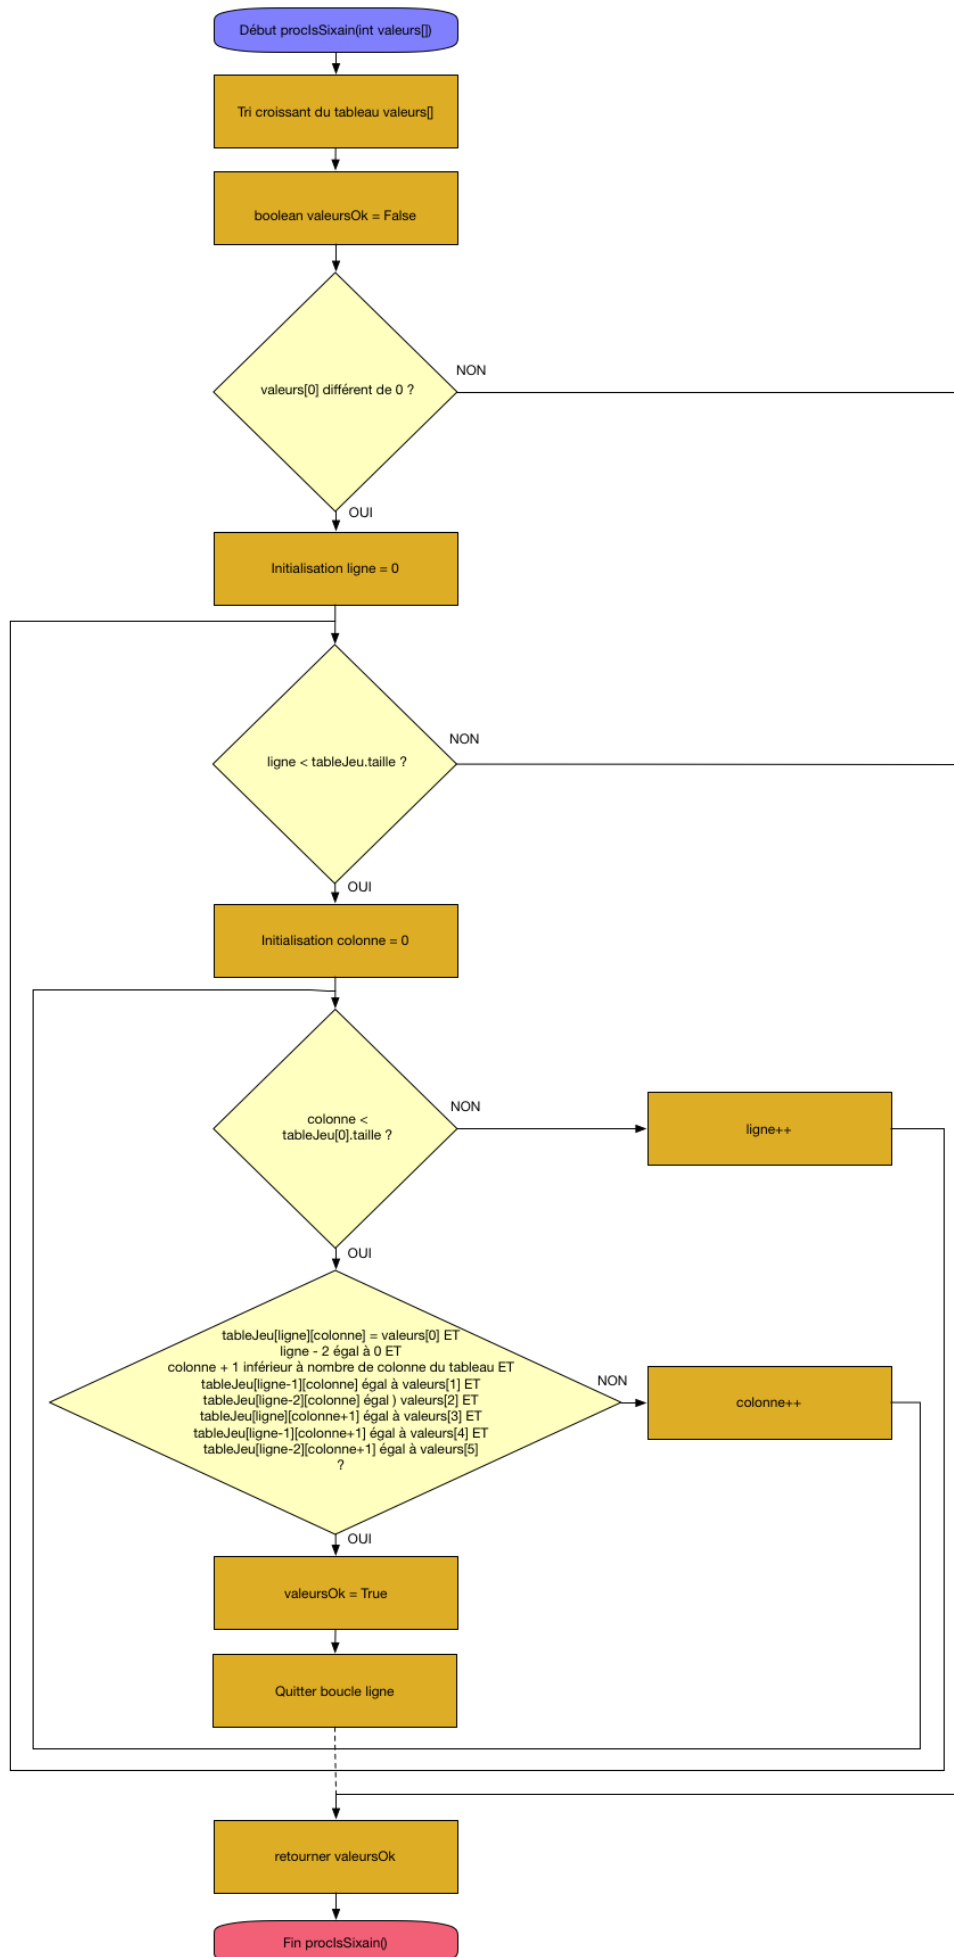 Début procIsSixain(int valeurs[])
Tri croissant du tableau valeurs[]
boolean valeursOk = False
valeurs[0] différent de 0 ?
NON
OUI
Initialisation ligne = 0
ligne < tableJeu.taille ?
NON
OUI
Initialisation colonne = 0
colonne <
tableJeu[0].taille ?
NON
ligne++
OUI
tableJeu[ligne][colonne] = valeurs[0] ET
ligne - 2 égal à 0 ET
colonne + 1 inférieur à nombre de colonne du tableau ET
tableJeu[ligne-1][colonne] égal à valeurs[1] ET
tableJeu[ligne-2][colonne] égal ) valeurs[2] ET
tableJeu[ligne][colonne+1] égal à valeurs[3] ET
tableJeu[ligne-1][colonne+1] égal à valeurs[4] ET
tableJeu[ligne-2][colonne+1] égal à valeurs[5]
?
NON
colonne++
OUI
valeursOk = True
Quitter boucle ligne
retourner valeursOk
Fin procIsSixain()